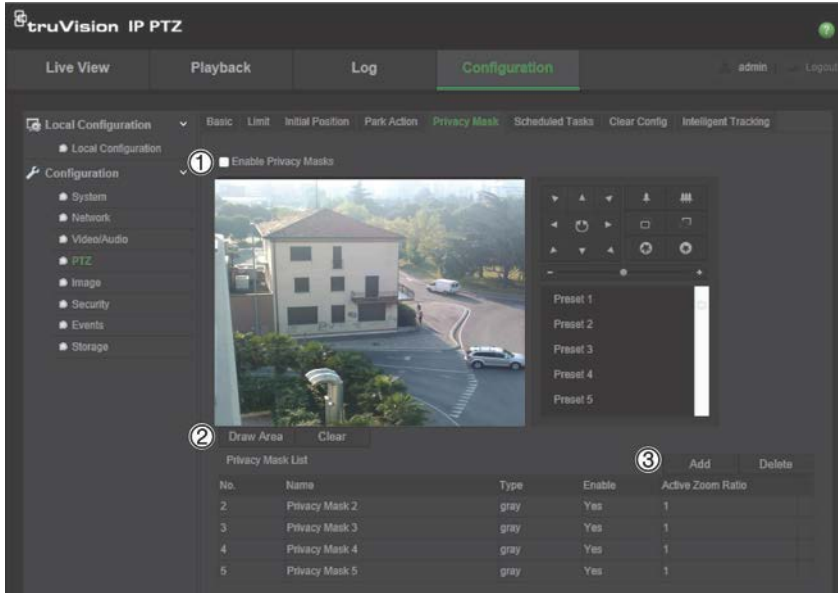 truVision IP PTZ
?
Live View Playback Log Configuration admin Logout
Local Configuration
Local Configuration
Configuration
System
Network
Video/Audio
PTZ
Image
Security
Events
Storage
Basic Limit Initial Position Park Action Privacy Mask Scheduled Tasks Clear Config Intelligent Tracking
1 Enable Privacy Masks
Preset 1
Preset 2
Preset 3
Preset 4
Preset 5
2 Draw Area Clear
Privacy Mask List
3 Add Delete
No. Name Type Enable Active Zoom Ratio
2 Privacy Mask 2 gray Yes 1
3 Privacy Mask 3 gray Yes 1
4 Privacy Mask 4 gray Yes 1
5 Privacy Mask 5 gray Yes 1